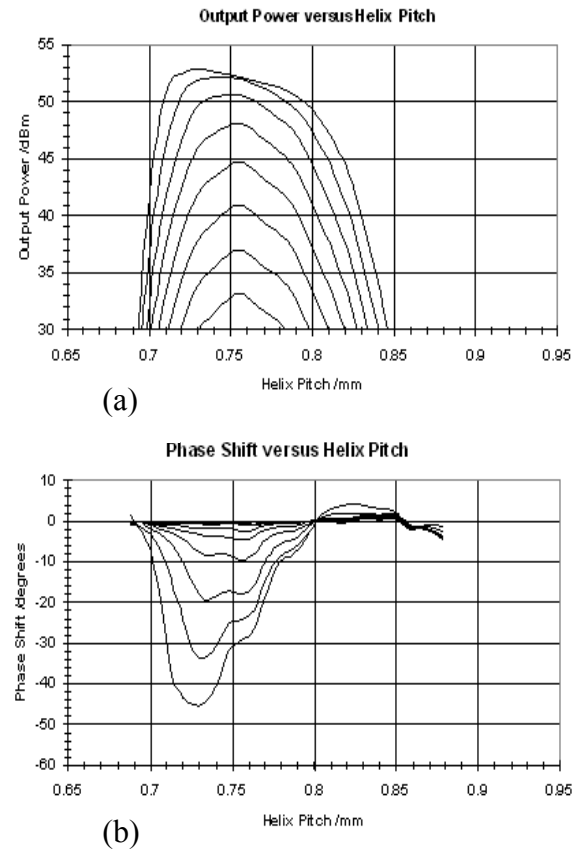 Output Power versus Helix Pitch
55
50
45
40
35
30
Output Power /dBm
0.65 0.7 0.75 0.8 0.85 0.9 0.95
Helix Pitch /mm
(a)
Phase Shift versus Helix Pitch
10
0
-10
-20
-30
-40
-50
-60
Phase Shift /degrees
0.65 0.7 0.75 0.8 0.85 0.9 0.95
Helix Pitch /mm
(b)